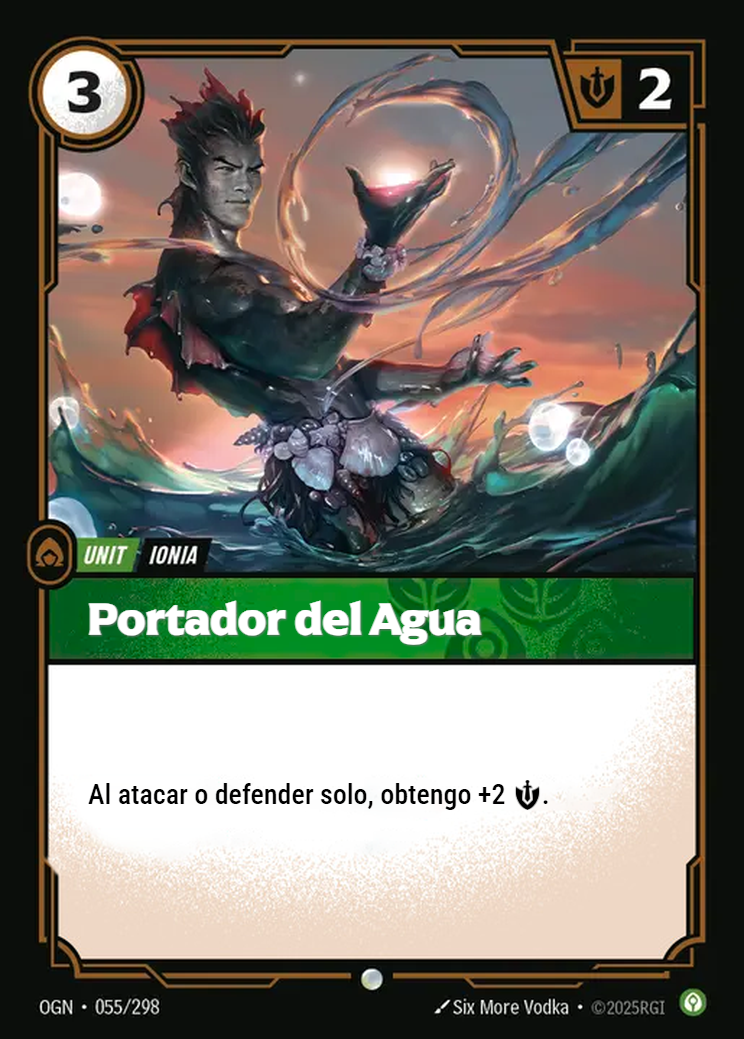 3
2
UNIT IONIA
Portador del Agua
Al atacar o defender solo, obtengo +2 .
OGN • 055/298
Six More Vodka • ©2025RGI